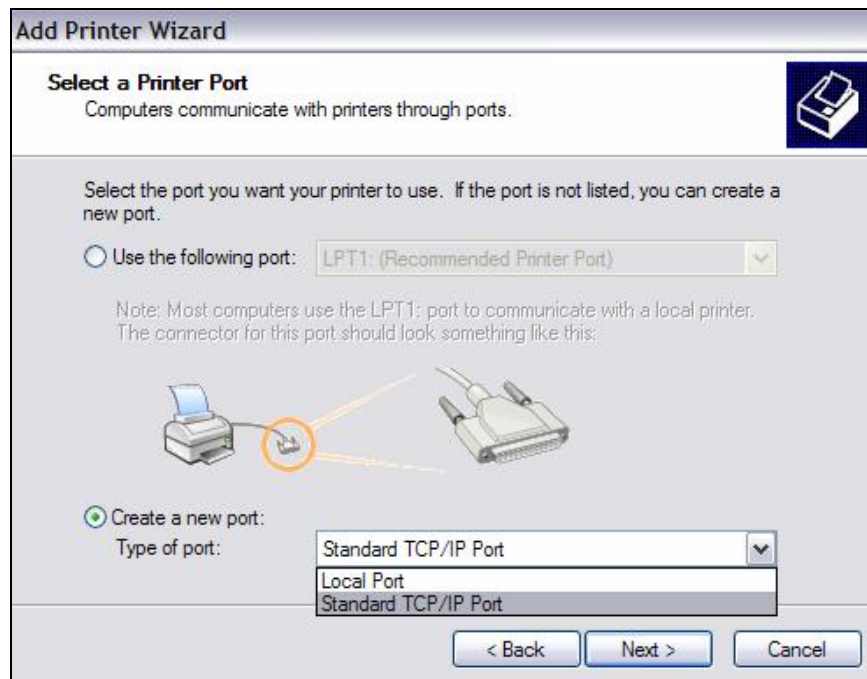 Add Printer Wizard
Select a Printer Port
Computers communicate with printers through ports.
Select the port you want your printer to use.  If the port is not listed, you can create a
new port.
Use the following port:
LPT1: (Recommended Printer Port)
Note: Most computers use the LPT1: port to communicate with a local printer.
The connector for this port should look something like this:
Create a new port:
Type of port:
Standard TCP/IP Port
Local Port
Standard TCP/IP Port
< Back
Next >
Cancel